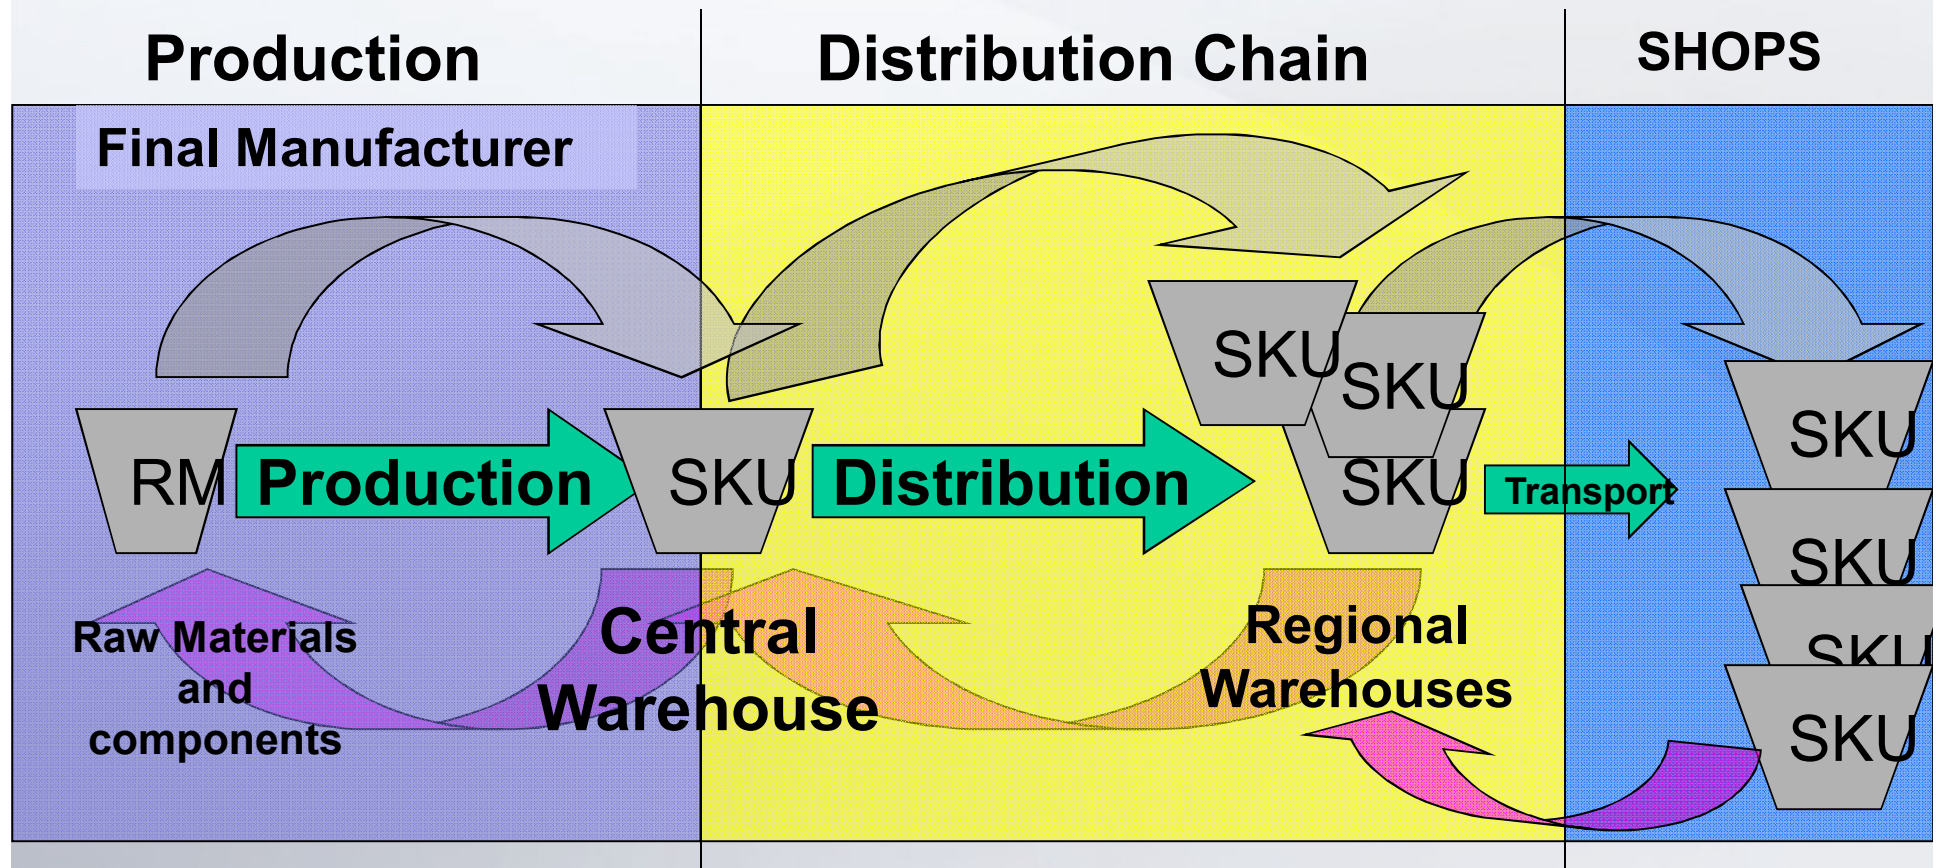 Production
Distribution Chain
SHOPS
Final Manufacturer
SKU
SKU
SKU
RM
Production
SKU
Distribution
SKU
Transport
SKU
SKU
SKU
Raw Materials
and
components
Central
Warehouse
Regional
Warehouses